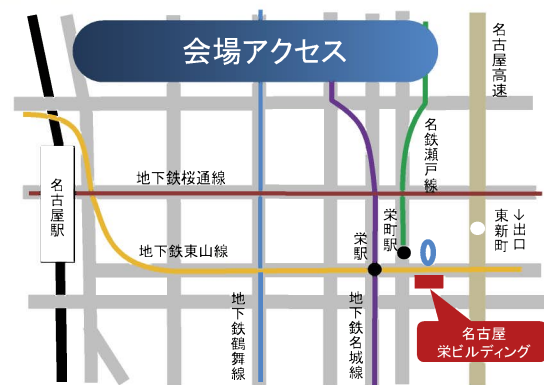 会場アクセス
名古屋高速
名鉄瀬戸線
地下鉄桜通線
名古屋駅
栄町駅
↓出口
東新町
地下鉄東山線
栄駅
地下鉄鶴舞線
地下鉄名城線
名古屋
栄ビルディング